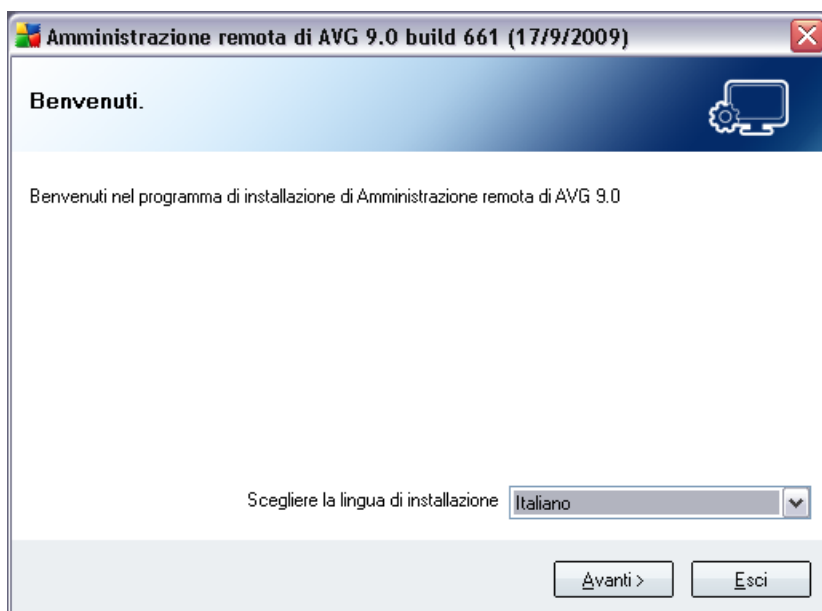 Amministrazione remota di AVG 9.0 build 661 (17/9/2009)
Benvenuti.
Benvenuti nel programma di installazione di Amministrazione remota di AVG 9.0
Scegliere la lingua di installazione Italiano
Avanti > Esci